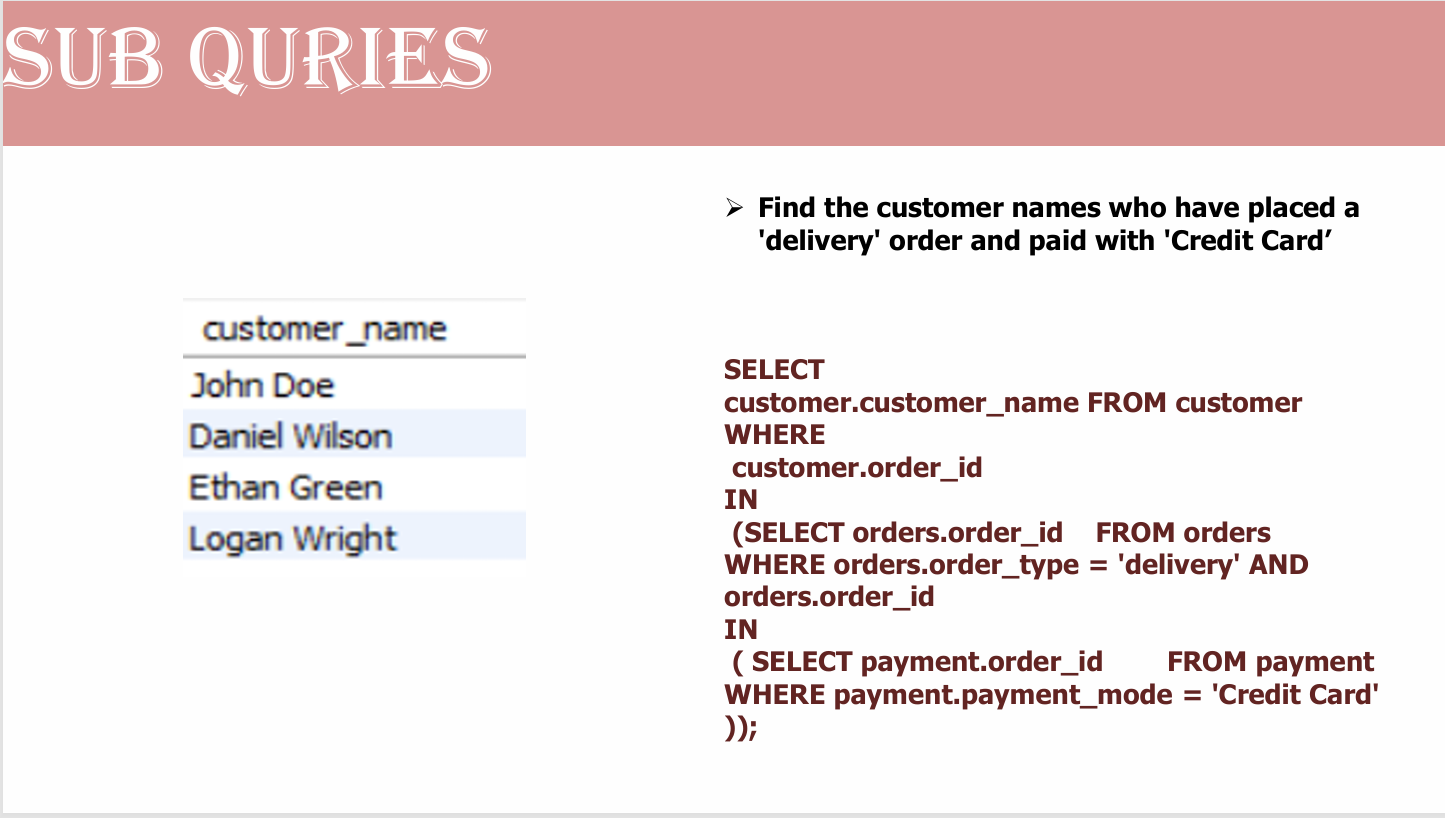 SUB QURIES
customer_name
John Doe
Daniel Wilson
Ethan Green
Logan Wright
➢ Find the customer names who have placed a
'delivery' order and paid with 'Credit Card’
SELECT
customer.customer_name FROM customer
WHERE
customer.order_id
IN
(SELECT orders.order_id FROM orders
WHERE orders.order_type = 'delivery' AND
orders.order_id
IN
( SELECT payment.order_id FROM payment
WHERE payment.payment_mode = 'Credit Card'
));